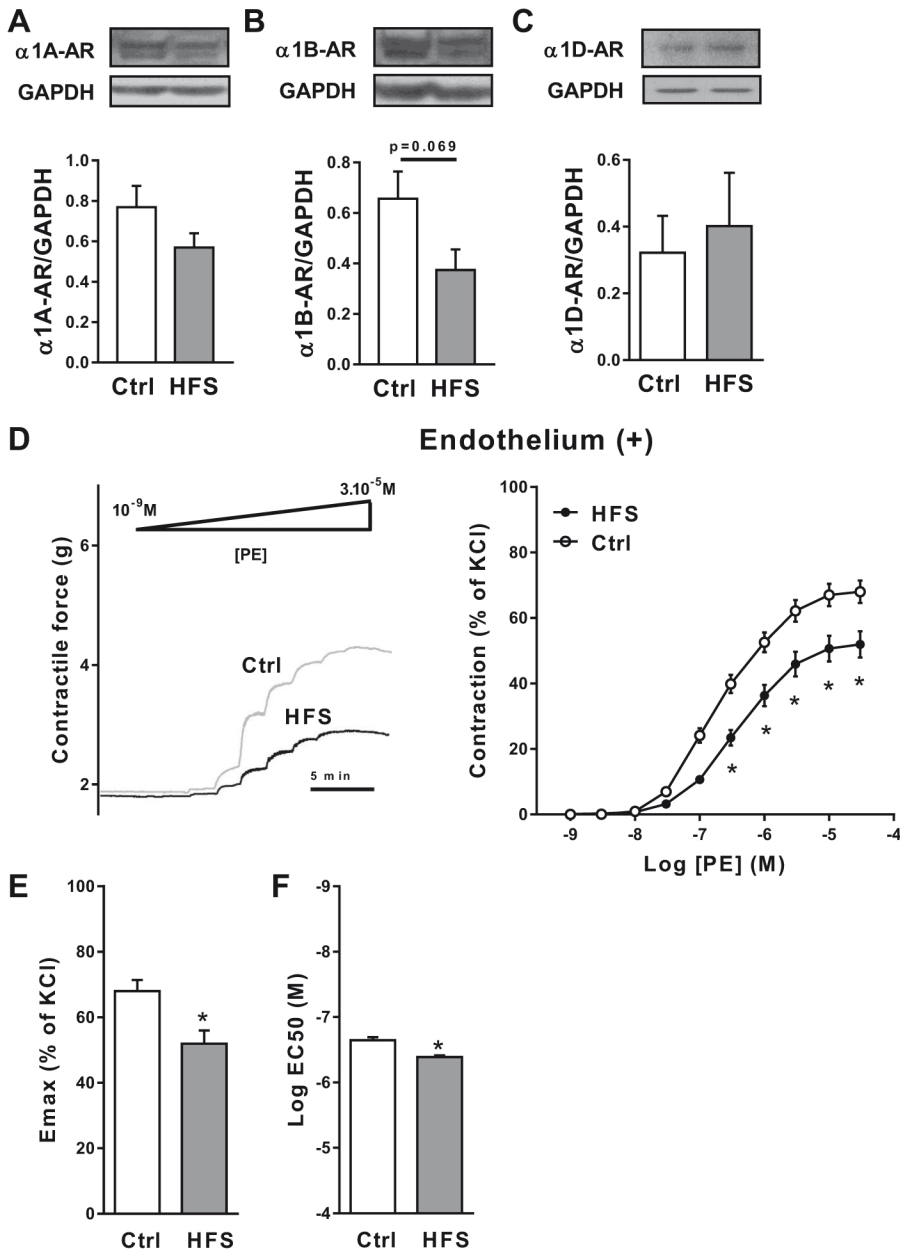 A
B
C
α1A-AR
α1B-AR
α1D-AR
GAPDH
GAPDH
GAPDH
p=0.069
α1A-AR/GAPDH
1.0
0.8
0.6
0.4
0.2
0.0
Ctrl HFS
α1B-AR/GAPDH
0.8
0.6
0.4
0.2
0.0
Ctrl HFS
α1D-AR/GAPDH
0.6
0.4
0.2
0.0
Ctrl HFS
D
Endothelium (+)
Contractile force (g)
6
4
2
10-9M
3.10-5M
[PE]
Ctrl
HFS
5 min
Contraction (% of KCl)
100
80
60
40
20
0
HFS
Ctrl
* * * * *
-9 -8 -7 -6 -5 -4
Log [PE] (M)
E
Emax (% of KCl)
100
80
60
40
20
0
*
Ctrl HFS
F
Log EC50 (M)
-9
-8
-7
-6
-5
-4
*
Ctrl HFS